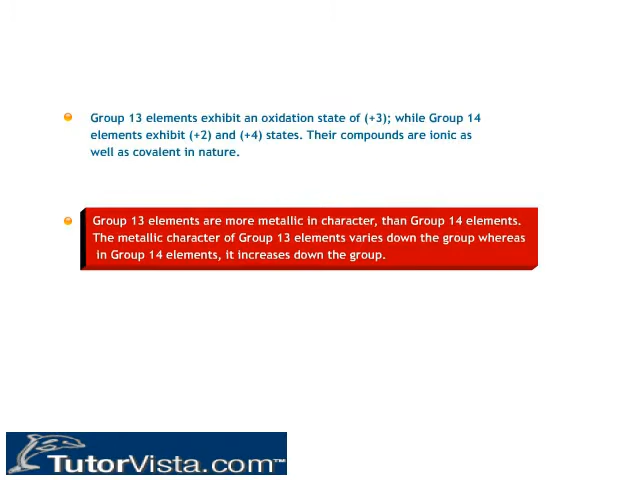 Group 13 elements exhibit an oxidation state of (+3); while Group 14
elements exhibit (+2) and (+4) states. Their compounds are ionic as
well as covalent in nature.
Group 13 elements are more metallic in character, than Group 14 elements.
The metallic character of Group 13 elements varies down the group whereas
in Group 14 elements, it increases down the group.
TutorVista.com™